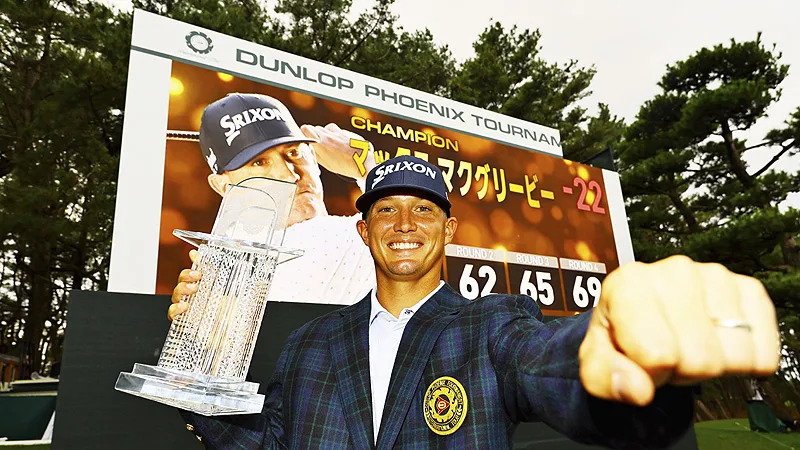 DUNLOP PHOENIX TOURNAM
CHAMPION
マックス マクグリービー -22
SRIXON
SRIXON
ROUND 2 ROUND 3 ROUND 4
62 65 69